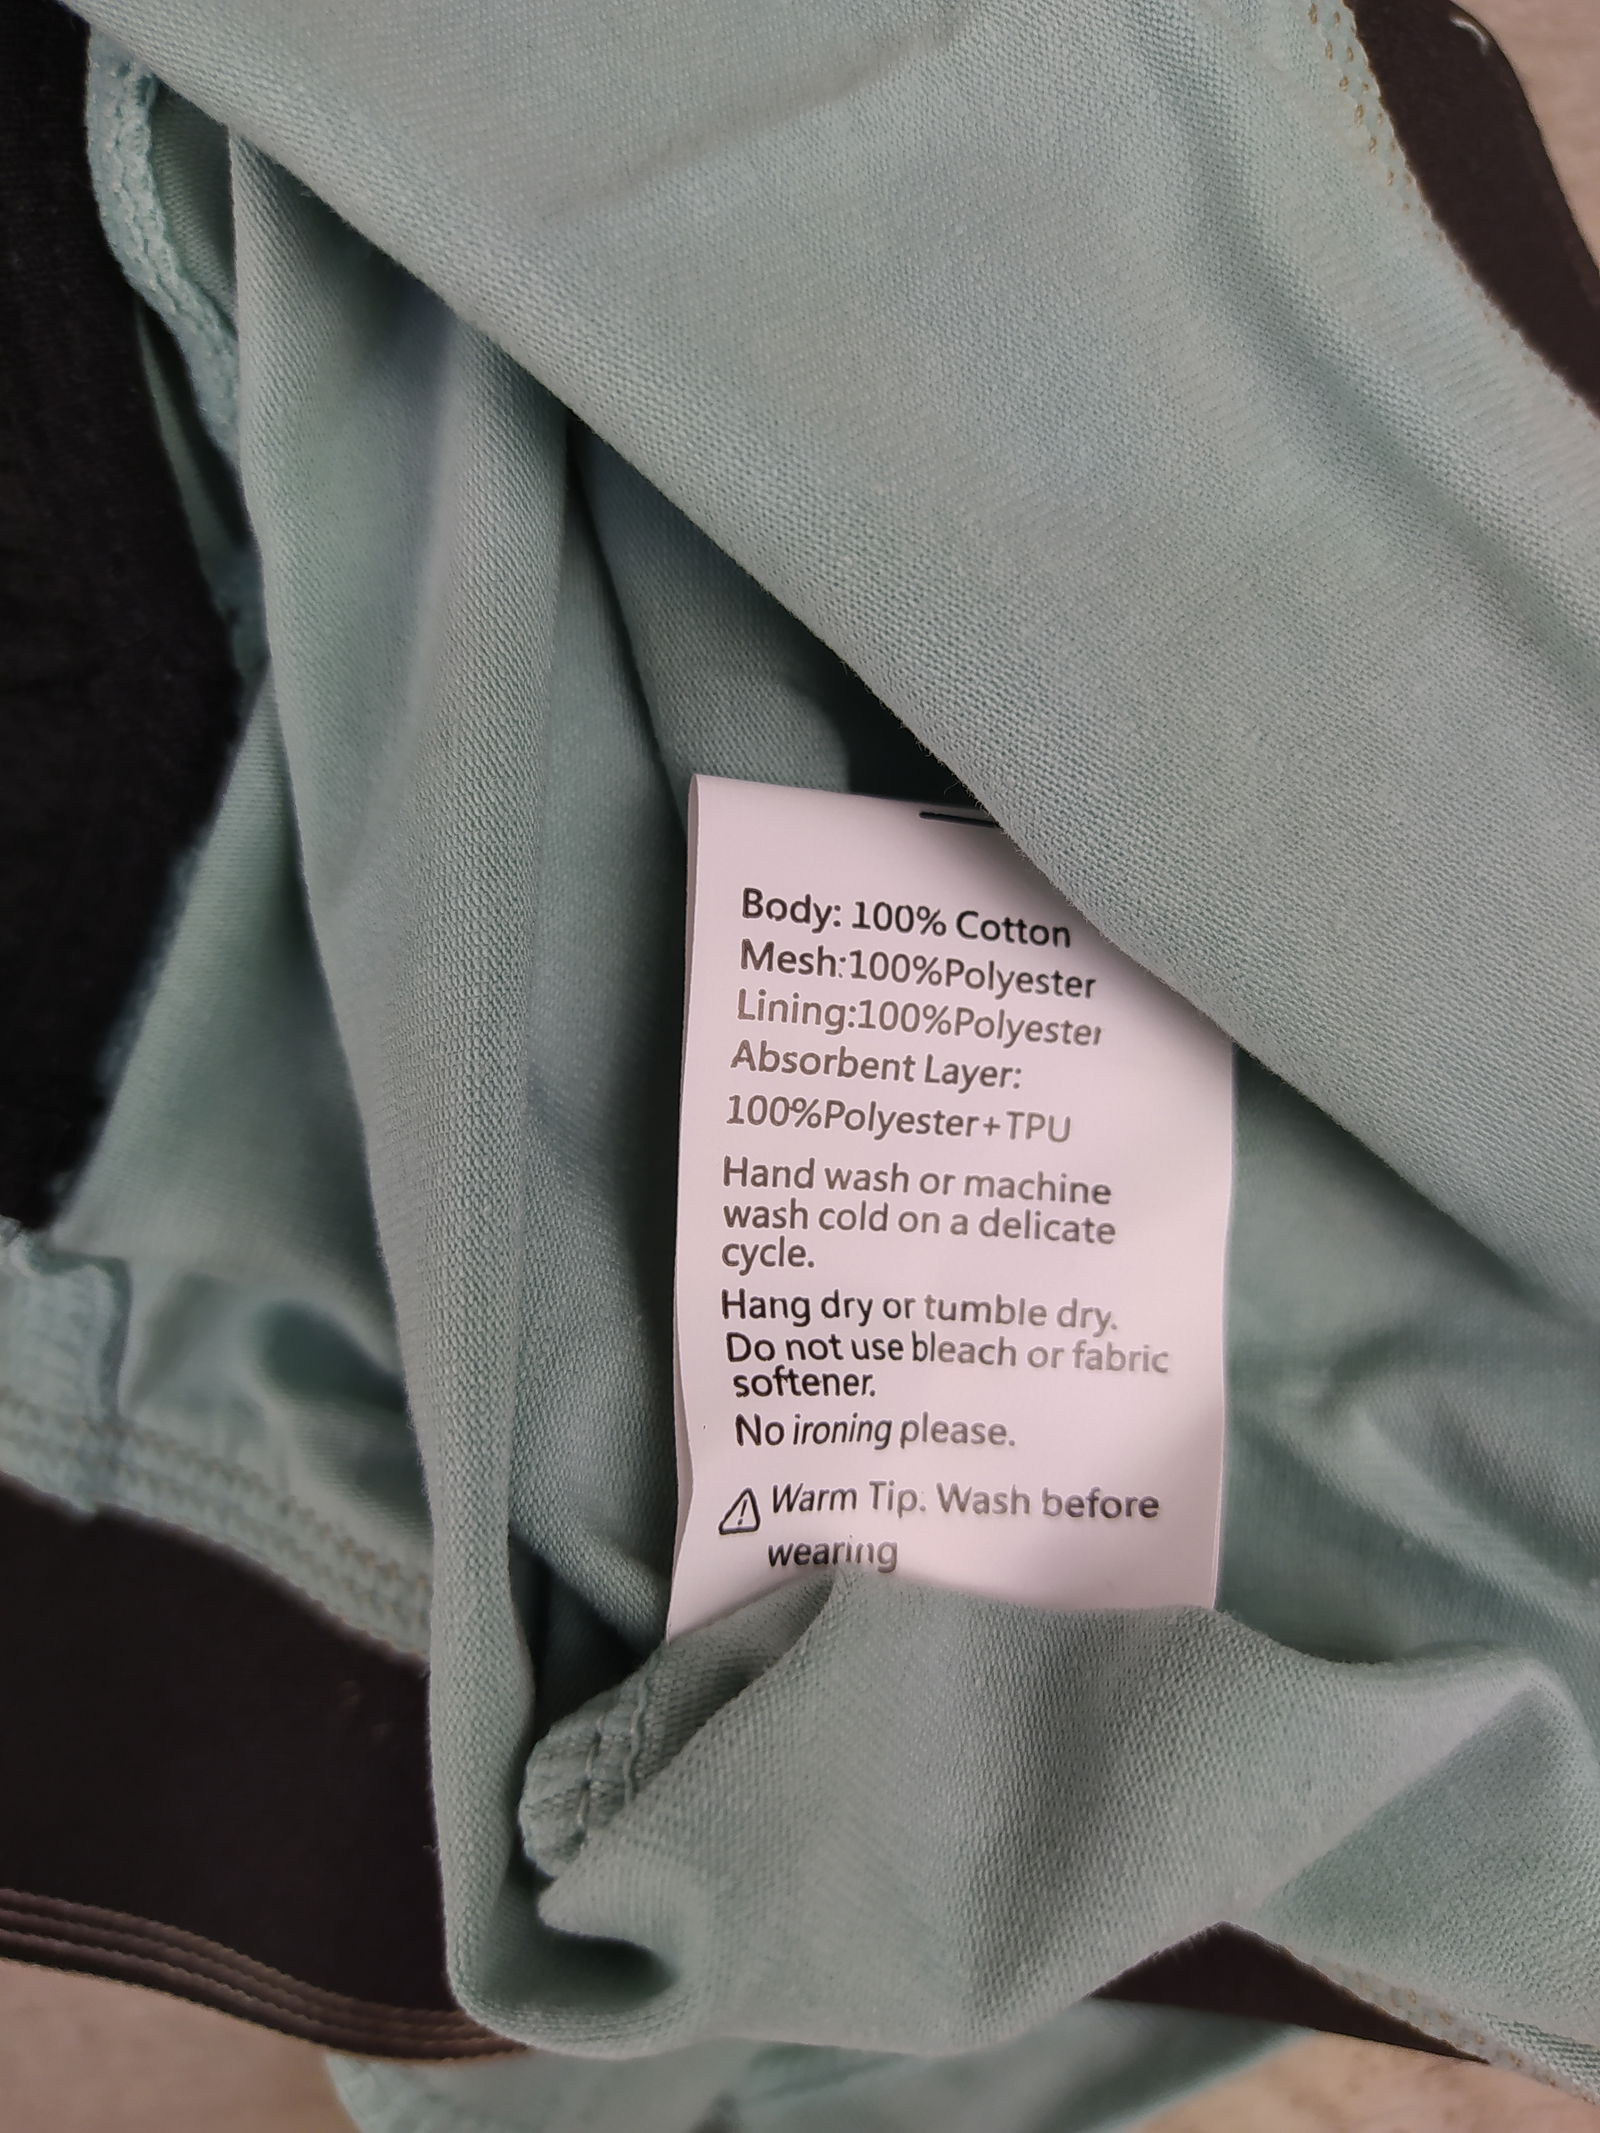 Body: 100% Cotton
Mesh:100%Polyester
Lining:100%Polyester
Absorbent Layer:
100%Polyester+TPU
Hand wash or machine
wash cold on a delicate
cycle.
Hang dry or tumble dry.
Do not use bleach or fabric
softener.
No ironing please.
Warm Tip. Wash before
wearing